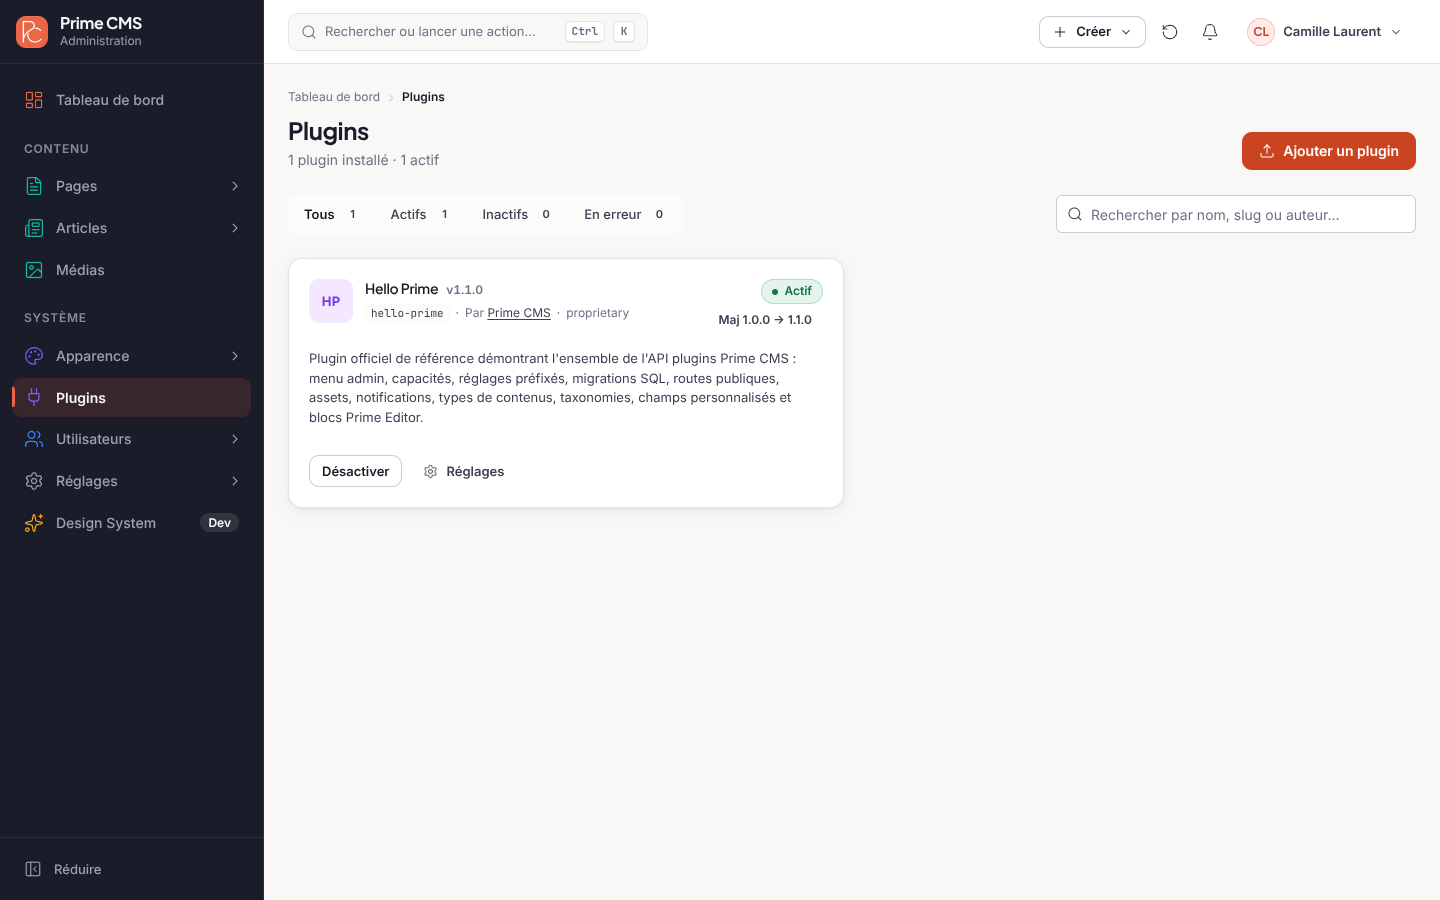 Prime CMS
Administration
Rechercher ou lancer une action...
Ctrl K
Créer
CL
Camille Laurent
Tableau de bord
CONTENU
Pages
Articles
Médias
SYSTÈME
Apparence
Plugins
Utilisateurs
Réglages
Design System
Dev
Réduire
Tableau de bord > Plugins
Plugins
1 plugin installé · 1 actif
Ajouter un plugin
Tous 1 Actifs 1 Inactifs 0 En erreur 0
Rechercher par nom, slug ou auteur...
HP
Hello Prime v1.1.0
hello-prime · Par Prime CMS · proprietary
Actif
Maj 1.0.0 → 1.1.0
Plugin officiel de référence démontrant l'ensemble de l'API plugins Prime CMS :
menu admin, capacités, réglages préfixés, migrations SQL, routes publiques,
assets, notifications, types de contenus, taxonomies, champs personnalisés et
blocs Prime Editor.
Désactiver
Réglages